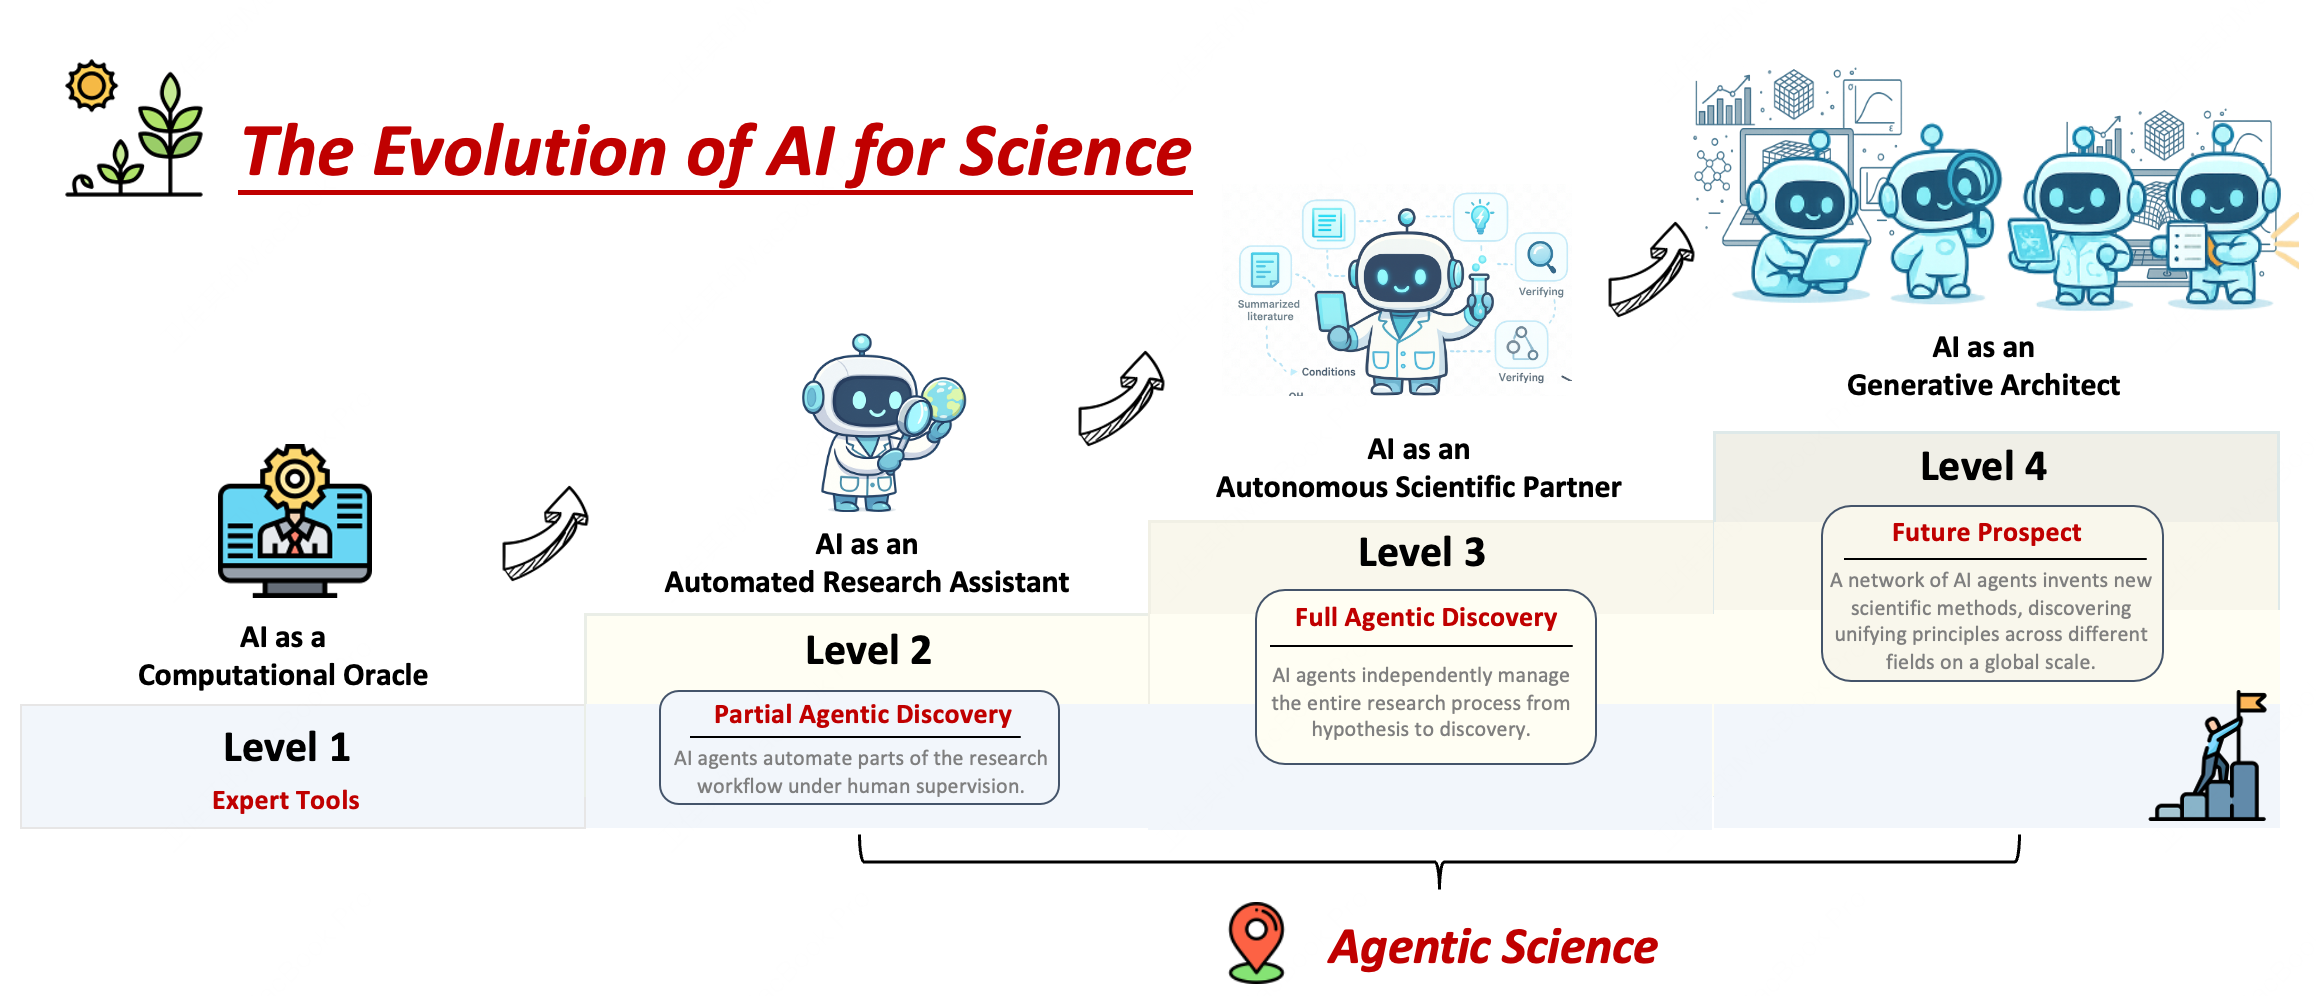 The Evolution of AI for Science
AI as a
Computational Oracle
Level 1
Expert Tools
AI as an
Automated Research Assistant
Level 2
Partial Agentic Discovery
AI agents automate parts of the research
workflow under human supervision.
Summarized
literature
Conditions
Verifying
Verifying
AI as an
Autonomous Scientific Partner
Level 3
Full Agentic Discovery
AI agents independently manage
the entire research process from
hypothesis to discovery.
AI as an
Generative Architect
Level 4
Future Prospect
A network of AI agents invents new
scientific methods, discovering
unifying principles across different
fields on a global scale.
Agentic Science